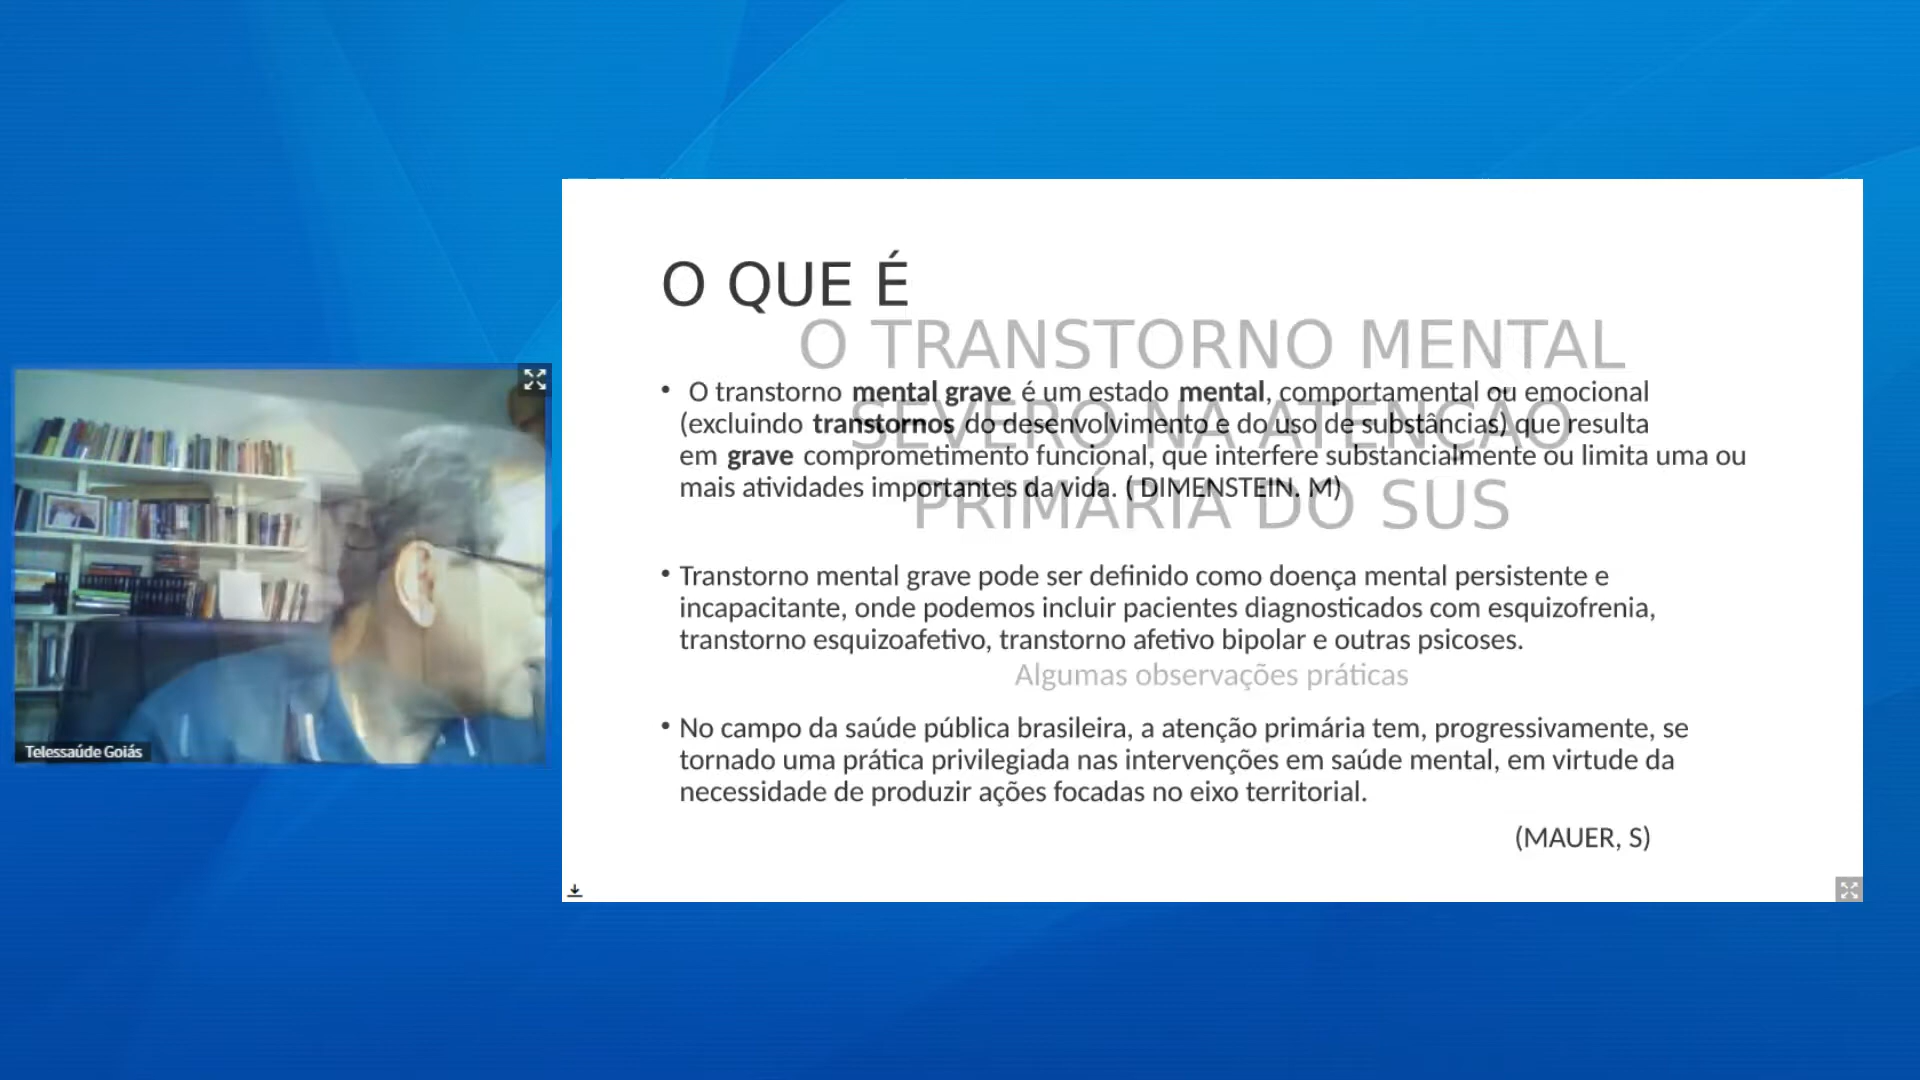 O QUE É
O TRANSTORNO MENTAL
SEVERO NA ATENÇÃO
PRIMÁRIA DO SUS
• O transtorno mental grave é um estado mental, comportamental ou emocional
(excluindo transtornos do desenvolvimento e do uso de substâncias) que resulta
em grave comprometimento funcional, que interfere substancialmente ou limita uma ou
mais atividades importantes da vida. ( DIMENSTEIN. M)
• Transtorno mental grave pode ser definido como doença mental persistente e
incapacitante, onde podemos incluir pacientes diagnosticados com esquizofrenia,
transtorno esquizoafetivo, transtorno afetivo bipolar e outras psicoses.
Algumas observações práticas
• No campo da saúde pública brasileira, a atenção primária tem, progressivamente, se
tornado uma prática privilegiada nas intervenções em saúde mental, em virtude da
necessidade de produzir ações focadas no eixo territorial.
(MAUER, S)
Telessaúde Goiás